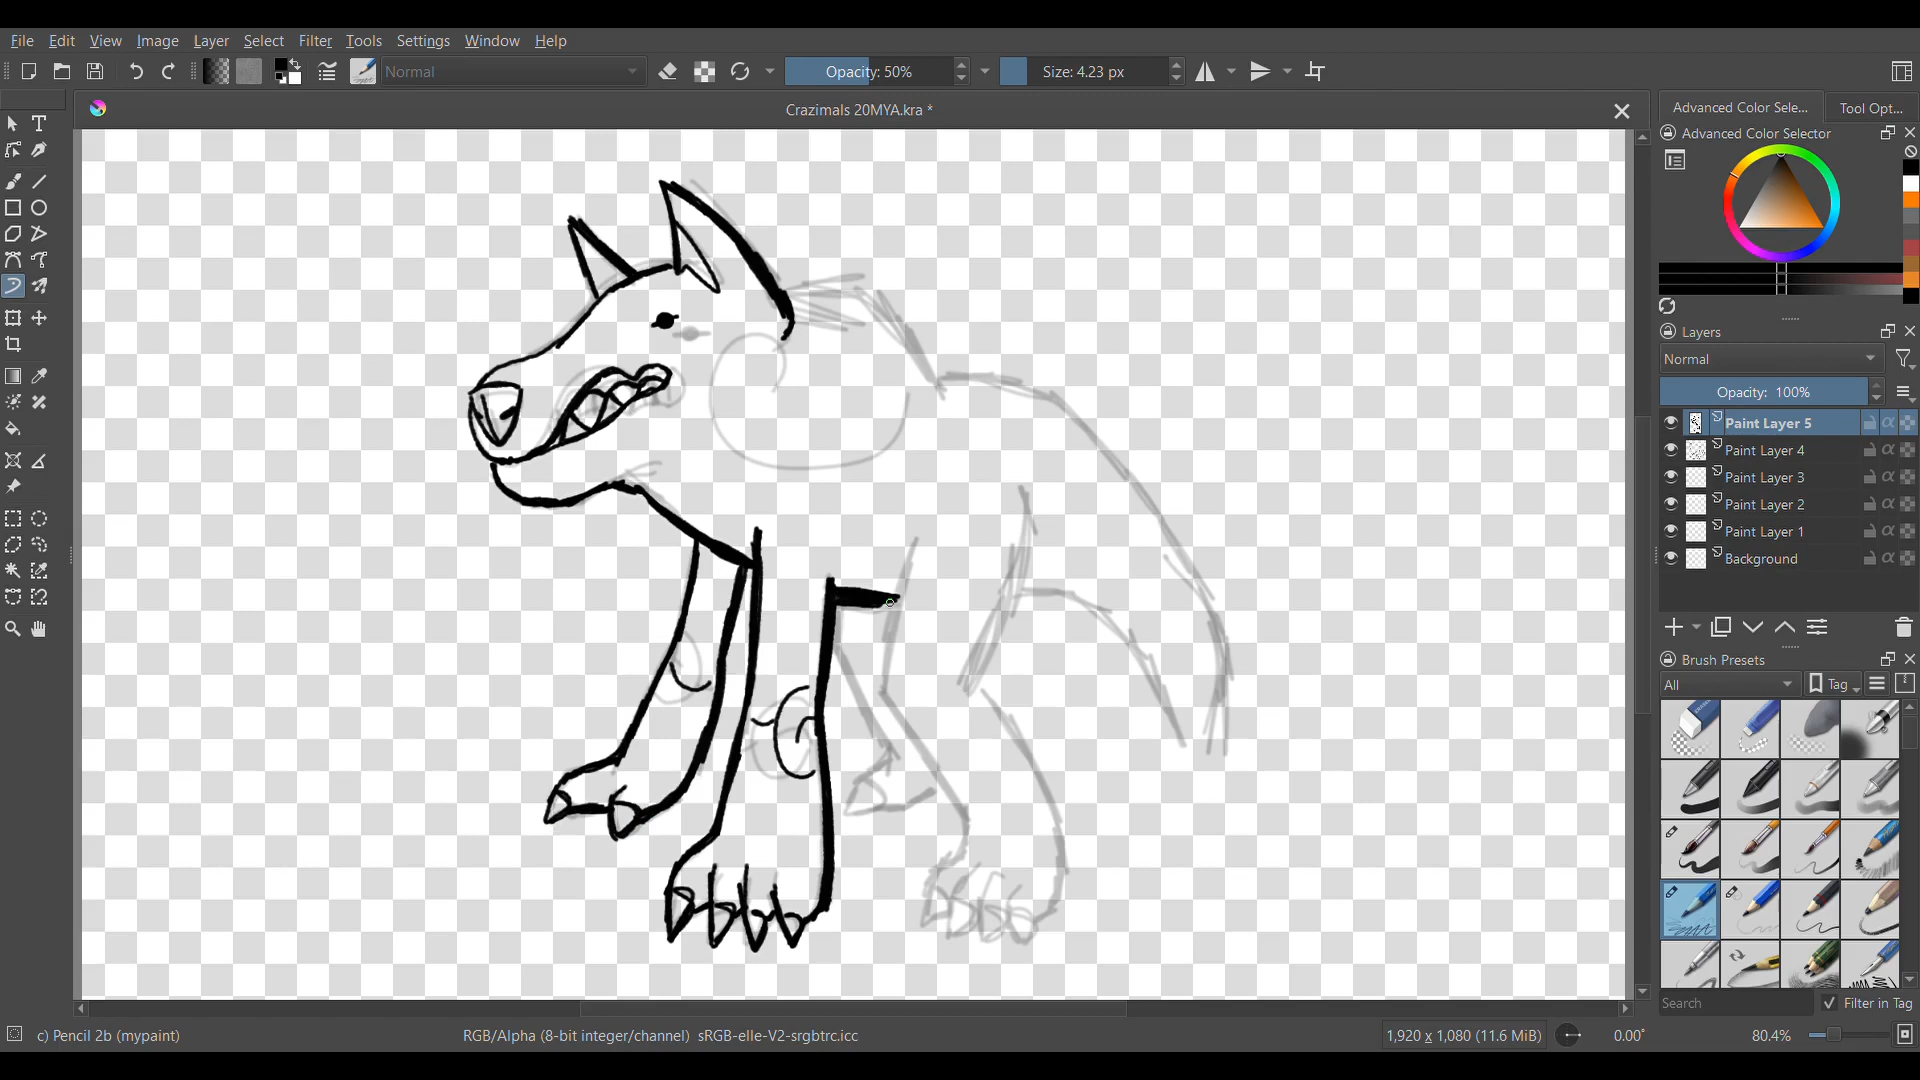 File Edit View Image Layer Select Filter Tools Settings Window Help
Normal Opacity: 50% Size: 4.23 px
Crazimals 20MYA.kra *
Advanced Color Sele... Tool Opt...
Advanced Color Selector
Layers
Normal
Opacity: 100%
Paint Layer 5
Paint Layer 4
Paint Layer 3
Paint Layer 2
Paint Layer 1
Background
Brush Presets
All Tag
Search Filter in Tag
c) Pencil 2b (mypaint) RGB/Alpha (8-bit integer/channel) sRGB-elle-V2-srgbtrc.icc 1,920 x 1,080 (11.6 MiB) 0.00° 80.4%